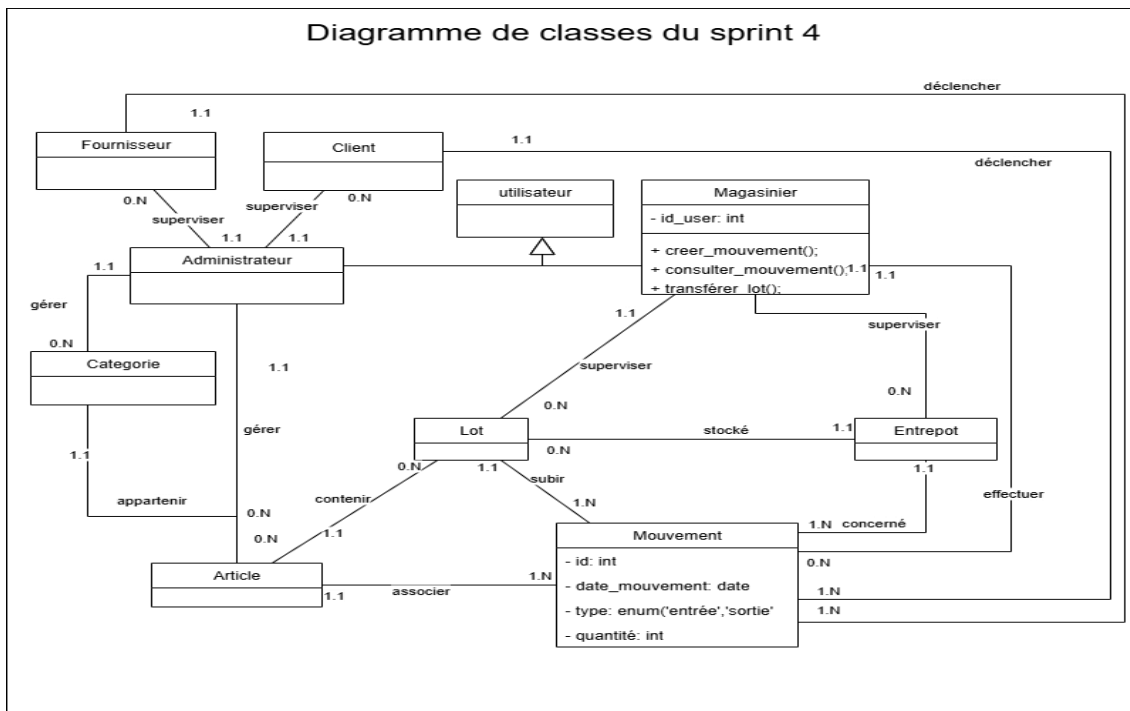 Diagramme de classes du sprint 4
déclencher
1.1
Fournisseur
Client
1.1
déclencher
0.N
superviser
superviser
0.N
utilisateur
Magasinier
- id_user: int
+ creer_mouvement();
+ consulter_mouvement();
+ transférer_lot();
1.1
1.1
1.1
1.1
Administrateur
1.1
gérer
0.N
Categorie
1.1
superviser
0.N
1.1
superviser
0.N
1.1
gérer
Lot
stocké
0.N
1.1
Entrepot
1.1
appartenir
0.N
0.N
contenir
1.1
0.N
1.1
subir
1.N
1.1
effectuer
1.N
concerné
Mouvement
- id: int
- date_mouvement: date
- type: enum('entrée','sortie'
- quantité: int
0.N
1.N
1.N
Article
1.1
associer
1.N